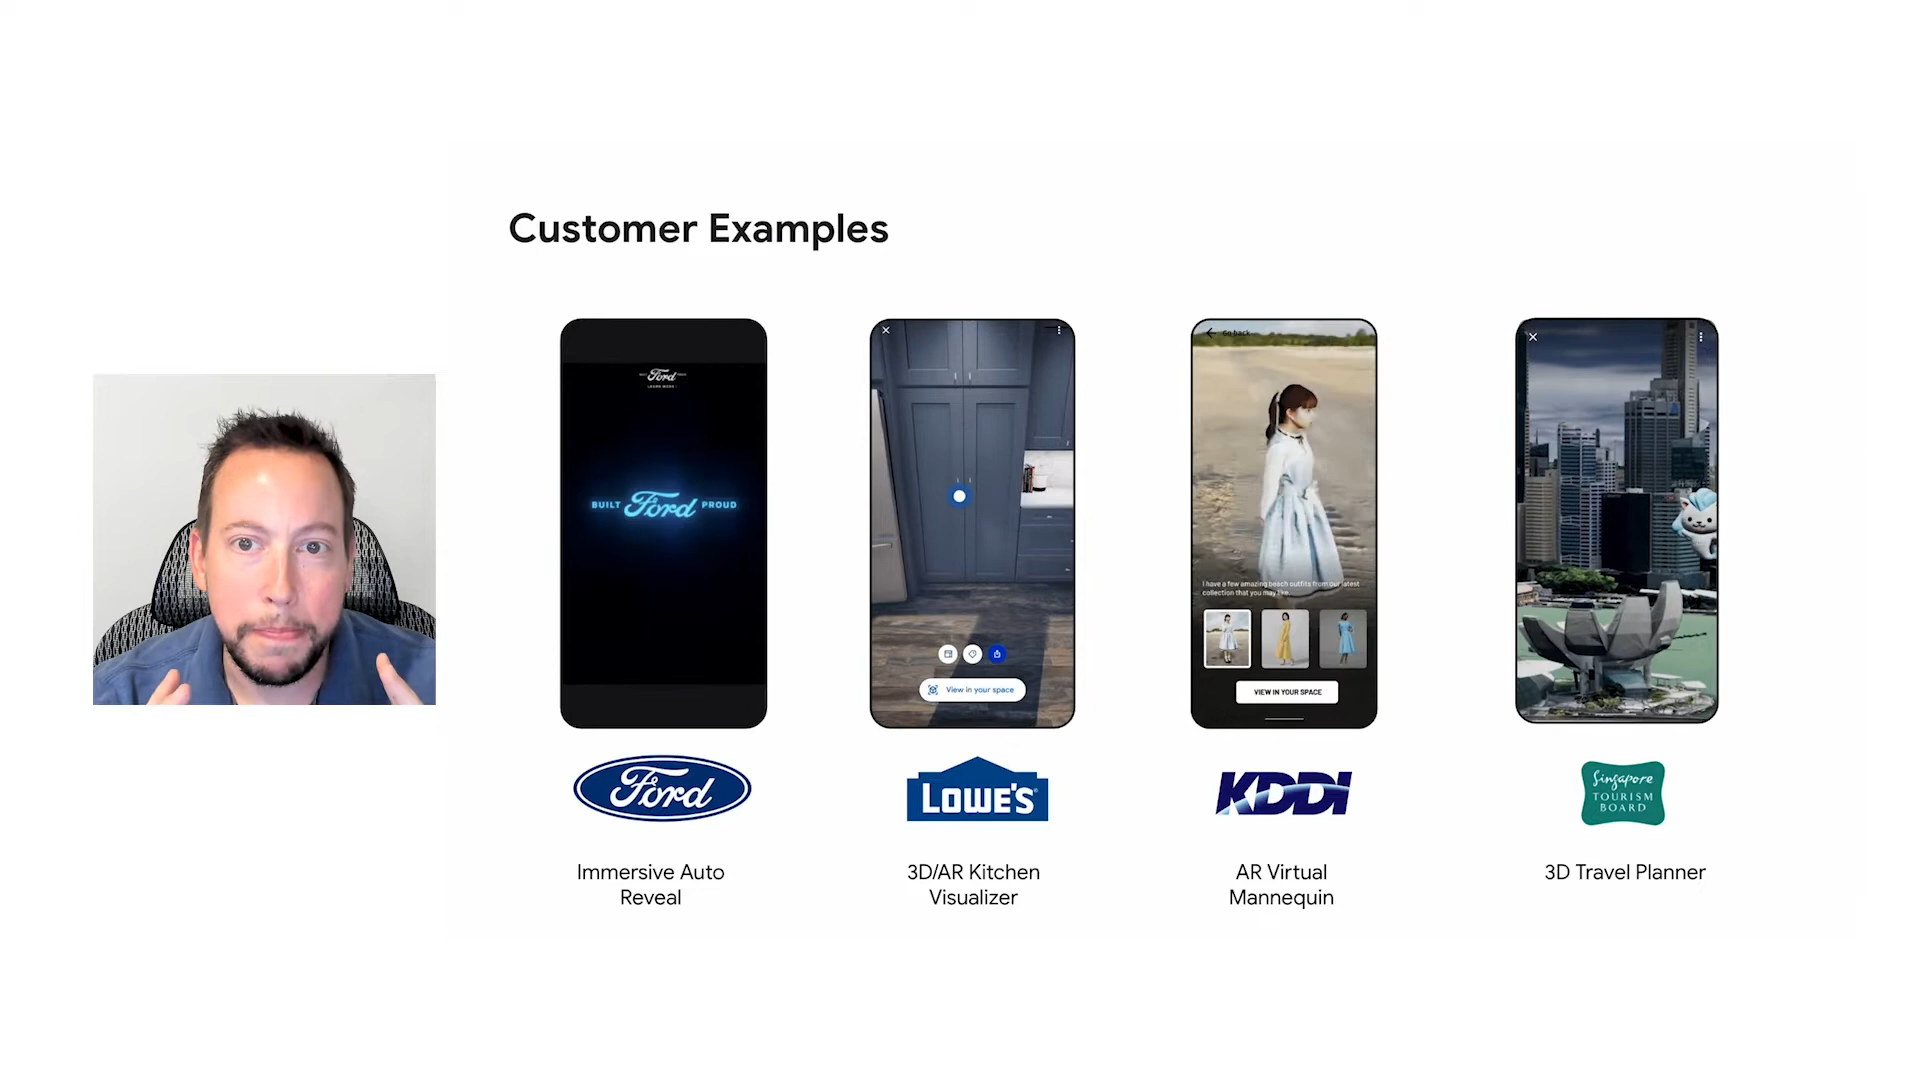 Customer Examples
Ford
LEARN MORE
BUILT Ford PROUD
View in your space
Go back
I have a few amazing beach outfits from our latest
collection that you may like.
VIEW IN YOUR SPACE
Ford
LOWE'S
KDDI
Singapore
TOURISM
BOARD
Immersive Auto
Reveal
3D/AR Kitchen
Visualizer
AR Virtual
Mannequin
3D Travel Planner